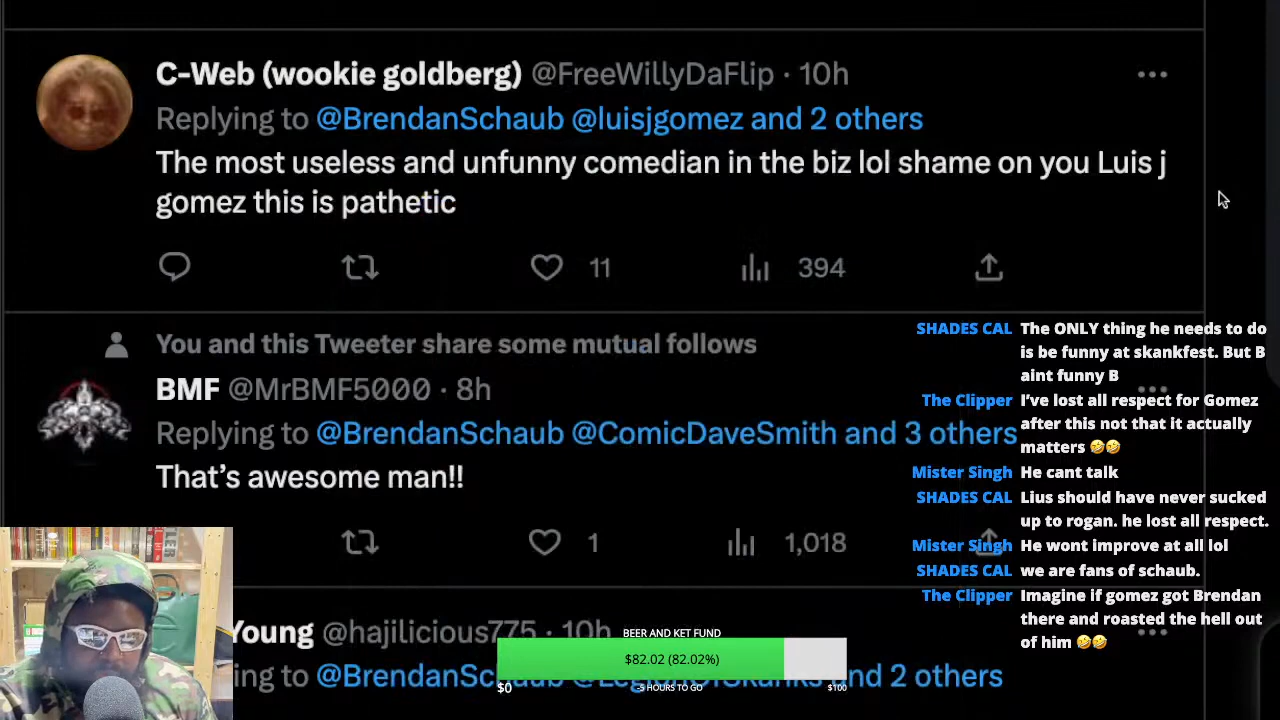 C-Web (wookie goldberg) @FreeWillyDaFlip · 10h
Replying to @BrendanSchaub @luisjgomez and 2 others
The most useless and unfunny comedian in the biz lol shame on you Luis j
gomez this is pathetic
11
394
You and this Tweeter share some mutual follows
BMF @MrBMF5000 · 8h
Replying to @BrendanSchaub @ComicDaveSmith and 3 others
That's awesome man!!
1
1,018
Young @hajilicious775 · 10h
ing to @BrendanSchaub @LegionOfSkanks and 2 others
SHADES CAL The ONLY thing he needs to do
is be funny at skankfest. But B
aint funny B
The Clipper I've lost all respect for Gomez
after this not that it actually
matters 🤣🤣
Mister Singh He cant talk
SHADES CAL Lius should have never sucked
up to rogan. he lost all respect.
Mister Singh He wont improve at all lol
SHADES CAL we are fans of schaub.
The Clipper Imagine if gomez got Brendan
there and roasted the hell out
of him 🤣🤣
BEER AND KET FUND
$82.02 (82.02%)
$0
-5 HOURS TO GO
$100